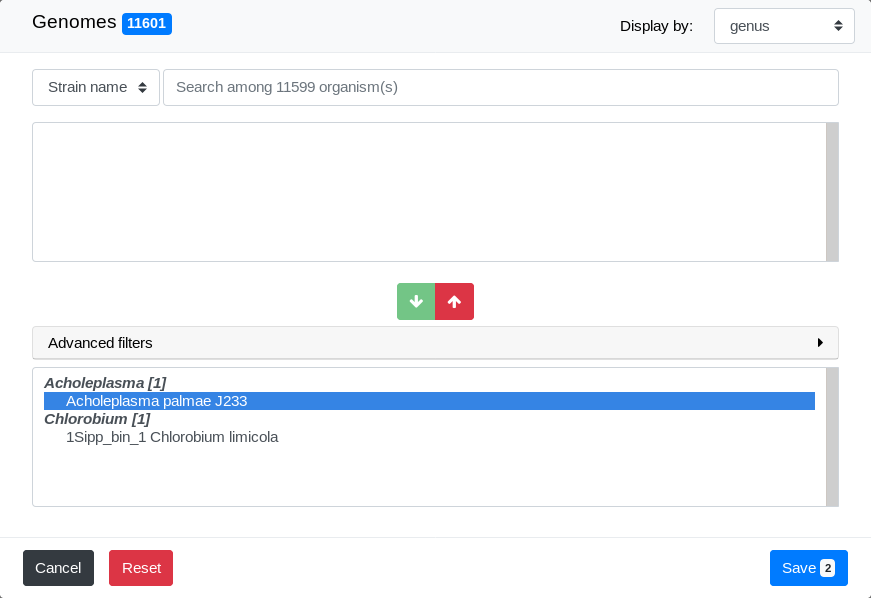 Genomes 11601
Display by: genus
Strain name Search among 11599 organism(s)
Advanced filters
Acholeplasma [1]
Acholeplasma palmae J233
Chlorobium [1]
1Sipp_bin_1 Chlorobium limicola
Cancel Reset Save 2